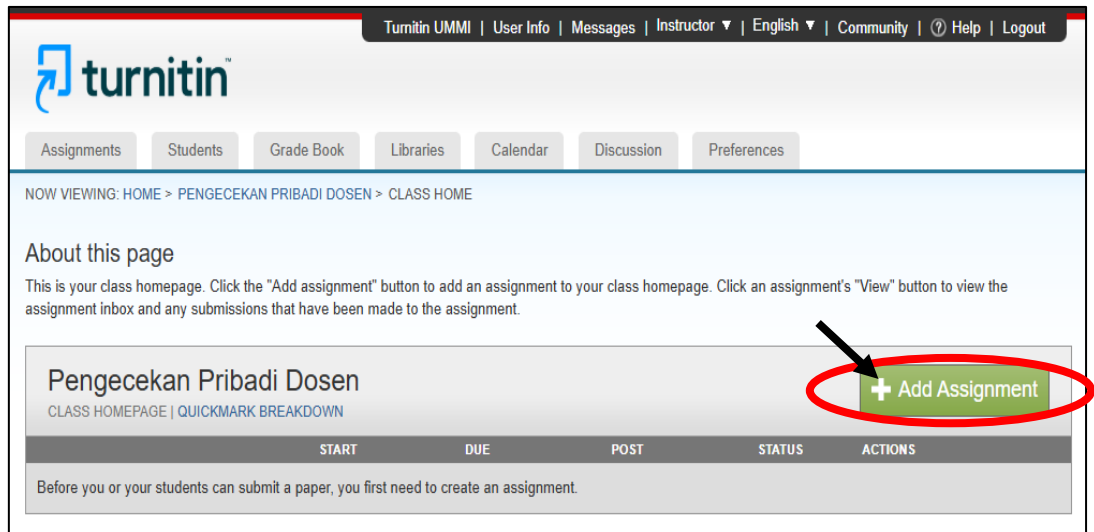 Turnitin UMMI | User Info | Messages | Instructor ▼ | English ▼ | Community | ? Help | Logout
turnitin™
Assignments Students Grade Book Libraries Calendar Discussion Preferences
NOW VIEWING: HOME > PENGECEKAN PRIBADI DOSEN > CLASS HOME
About this page
This is your class homepage. Click the "Add assignment" button to add an assignment to your class homepage. Click an assignment's "View" button to view the
assignment inbox and any submissions that have been made to the assignment.
Pengecekan Pribadi Dosen
+ Add Assignment
CLASS HOMEPAGE | QUICKMARK BREAKDOWN
START DUE POST STATUS ACTIONS
Before you or your students can submit a paper, you first need to create an assignment.